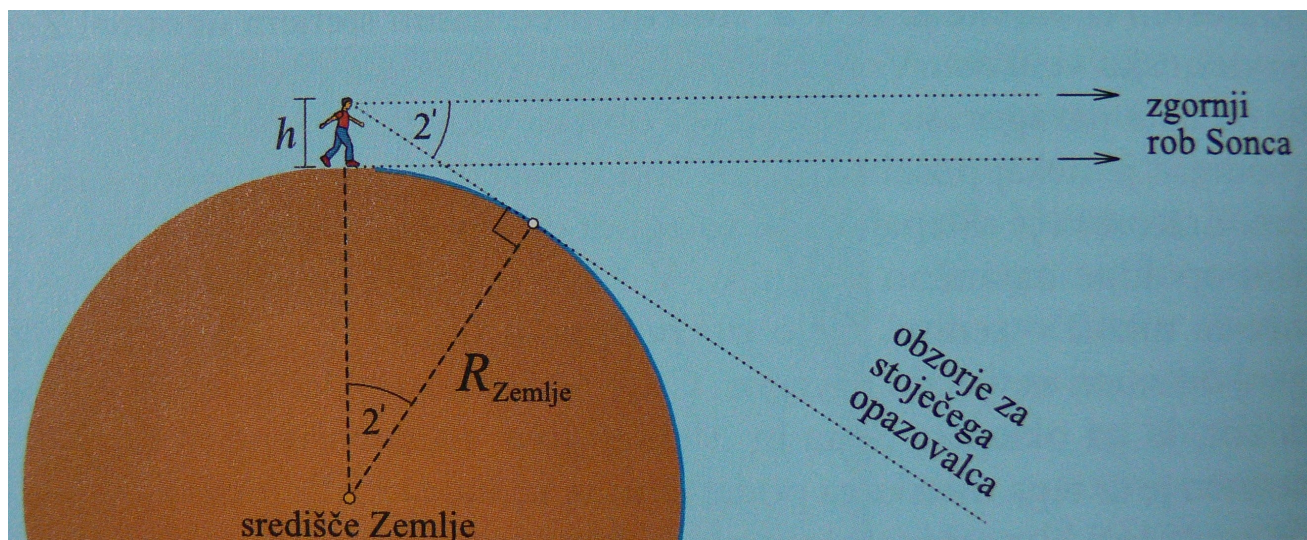 h
2'
zgornji
rob Sonca
obzorje za
stoječega
opazovalca
R Zemlje
2'
središče Zemlje